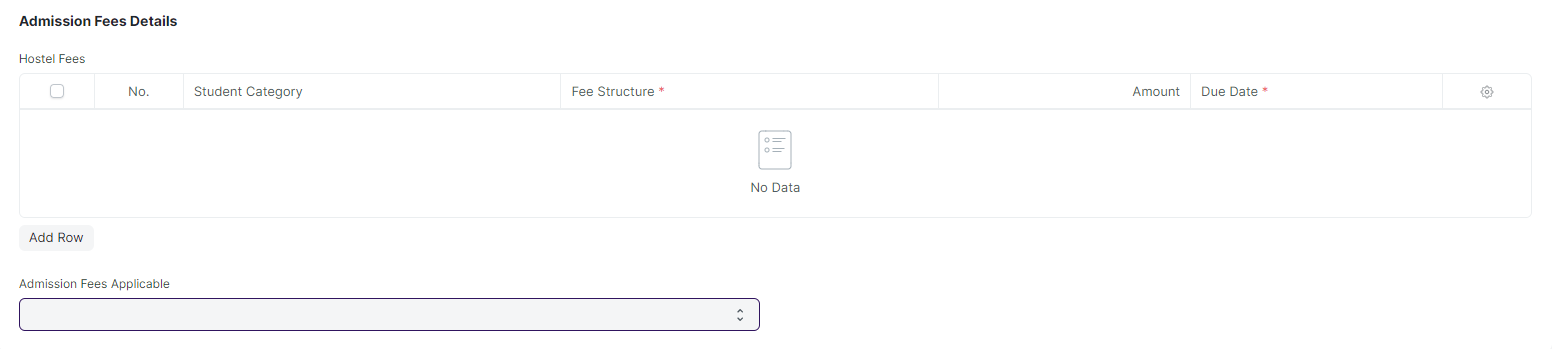 Admission Fees Details
Hostel Fees
No. Student Category Fee Structure * Amount Due Date *
No Data
Add Row
Admission Fees Applicable